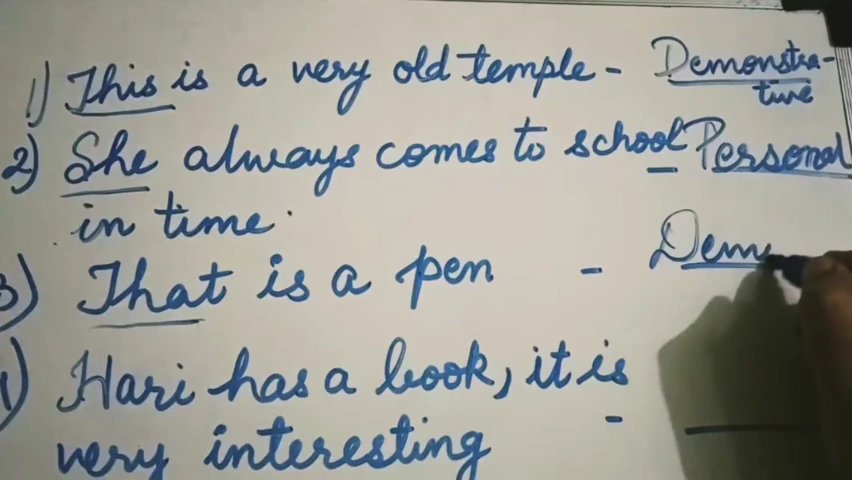 1) This is a very old temple - Demonstra-
tive
2) She always comes to school - Personal
in time.
3) That is a pen - Dem
Hari has a book, it is
very interesting -